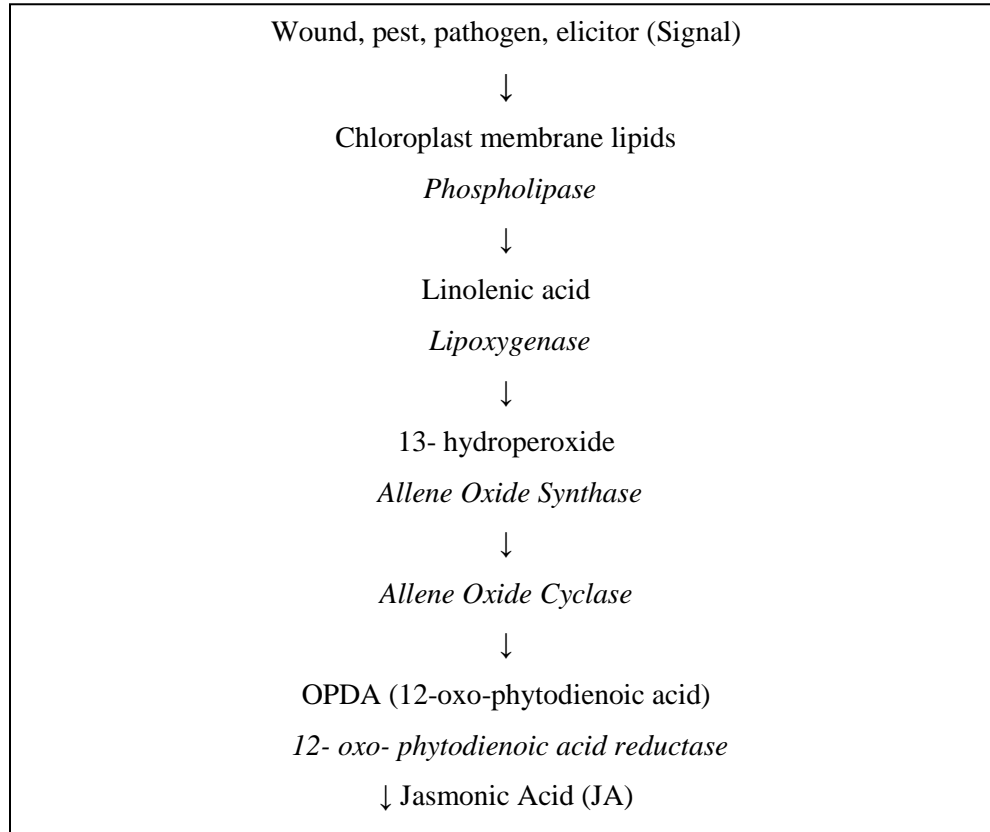 Wound, pest, pathogen, elicitor (Signal)
↓
Chloroplast membrane lipids
Phospholipase
↓
Linolenic acid
Lipoxygenase
↓
13- hydroperoxide
Allene Oxide Synthase
↓
Allene Oxide Cyclase
↓
OPDA (12-oxo-phytodienoic acid)
12- oxo- phytodienoic acid reductase
↓ Jasmonic Acid (JA)